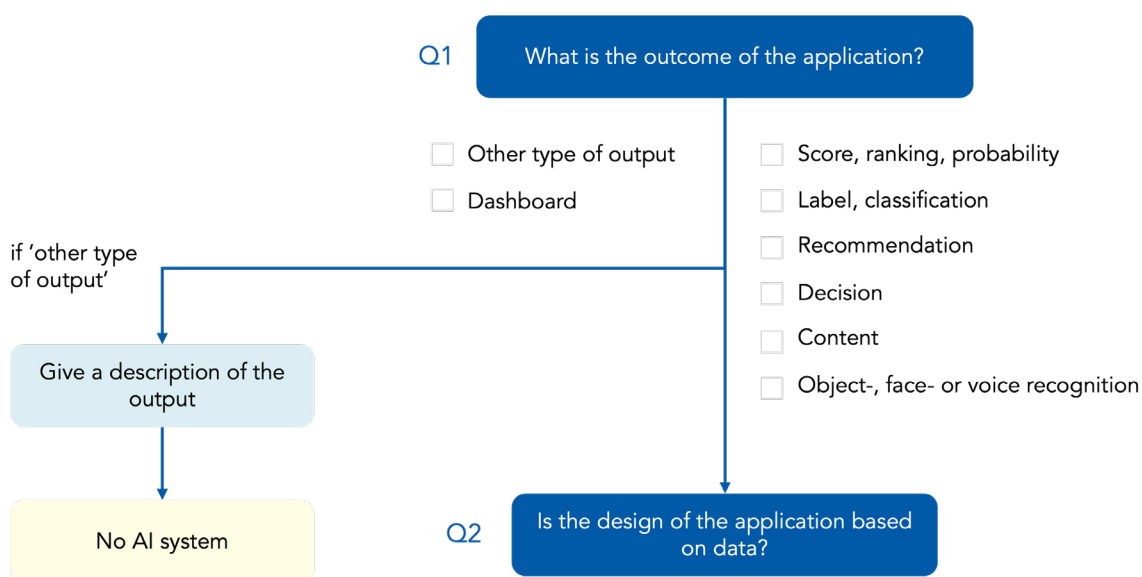 Q1
What is the outcome of the application?
Other type of output
Dashboard
Score, ranking, probability
Label, classification
Recommendation
Decision
Content
Object-, face- or voice recognition
if ‘other type
of output’
Give a description of the
output
No AI system
Q2
Is the design of the application based
on data?